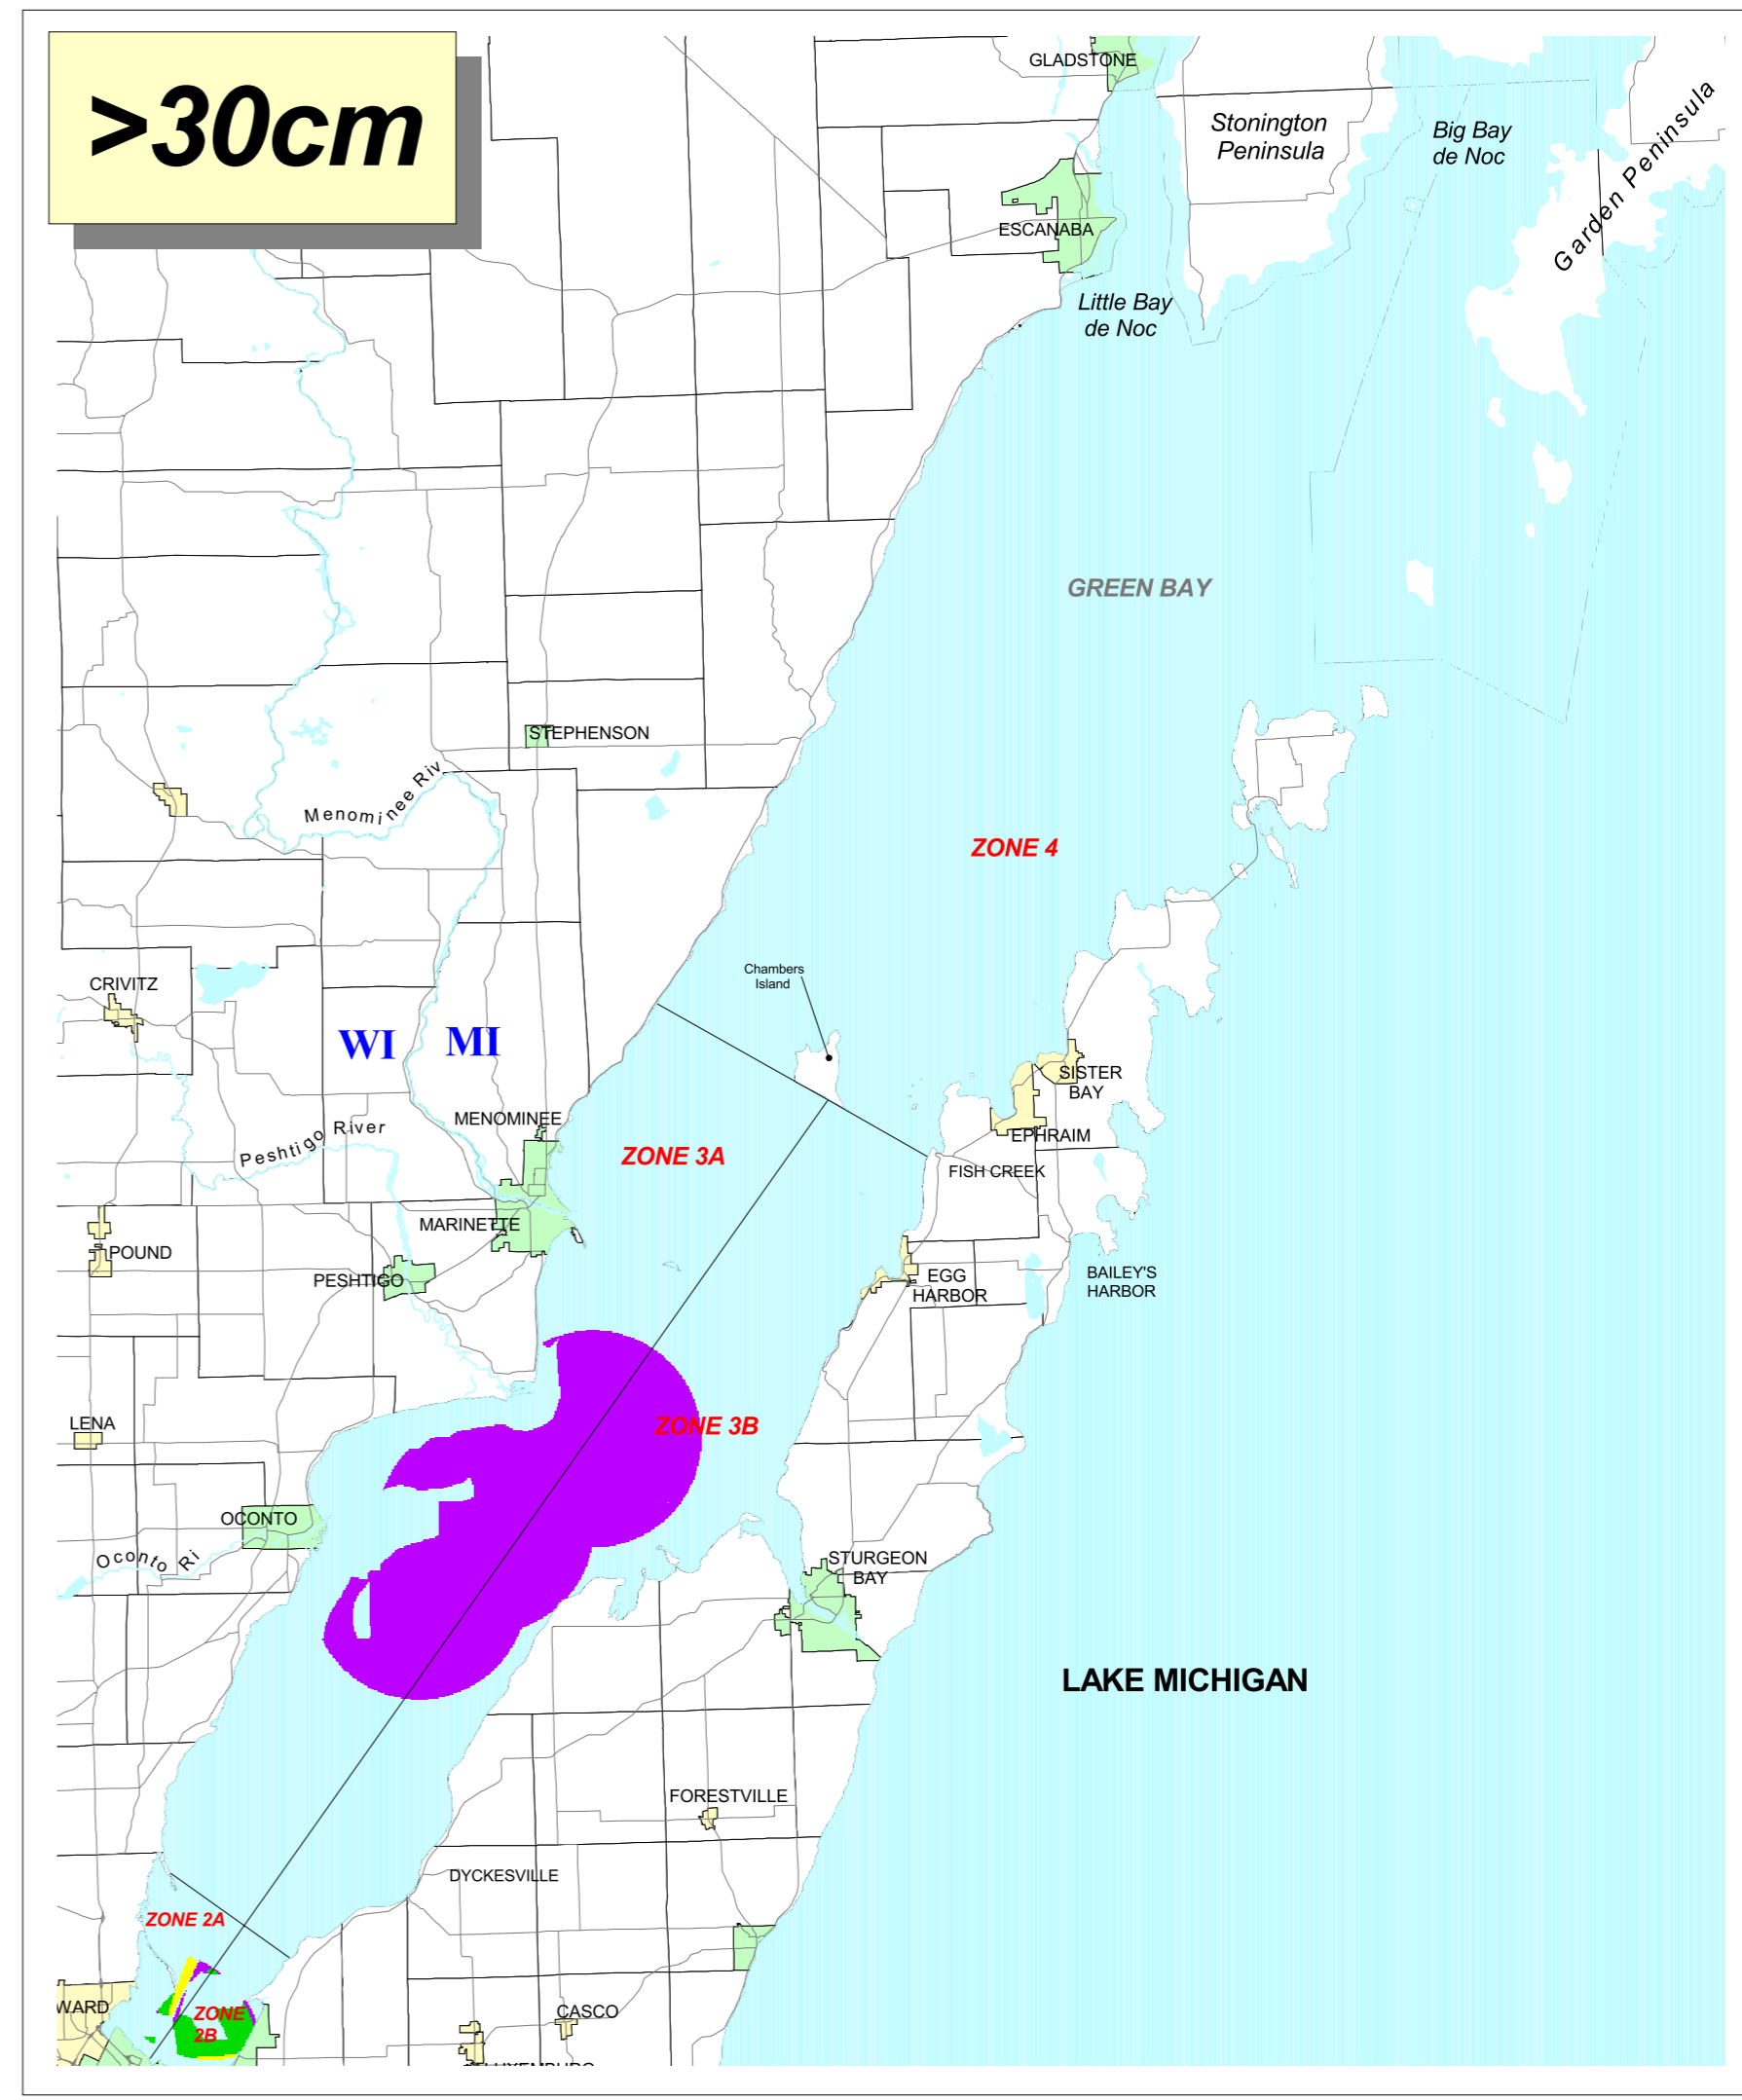 >30cm
GLADSTONE
Stonington
Peninsula
Big Bay
de Noc
Garden Peninsula
ESCANABA
Little Bay
de Noc
GREEN BAY
STEPHENSON
Menominee Riv
ZONE 4
Chambers
Island
CRIVITZ
WI
MI
SISTER
BAY
MENOMINEE
Peshtigo River
EPHRAIM
ZONE 3A
FISH CREEK
MARINETTE
POUND
PESHTIGO
EGG
HARBOR
BAILEY'S
HARBOR
LENA
ZONE 3B
OCONTO
Oconto Ri
STURGEON
BAY
LAKE MICHIGAN
FORESTVILLE
DYCKESVILLE
ZONE 2A
WARD
ZONE
2B
CASCO